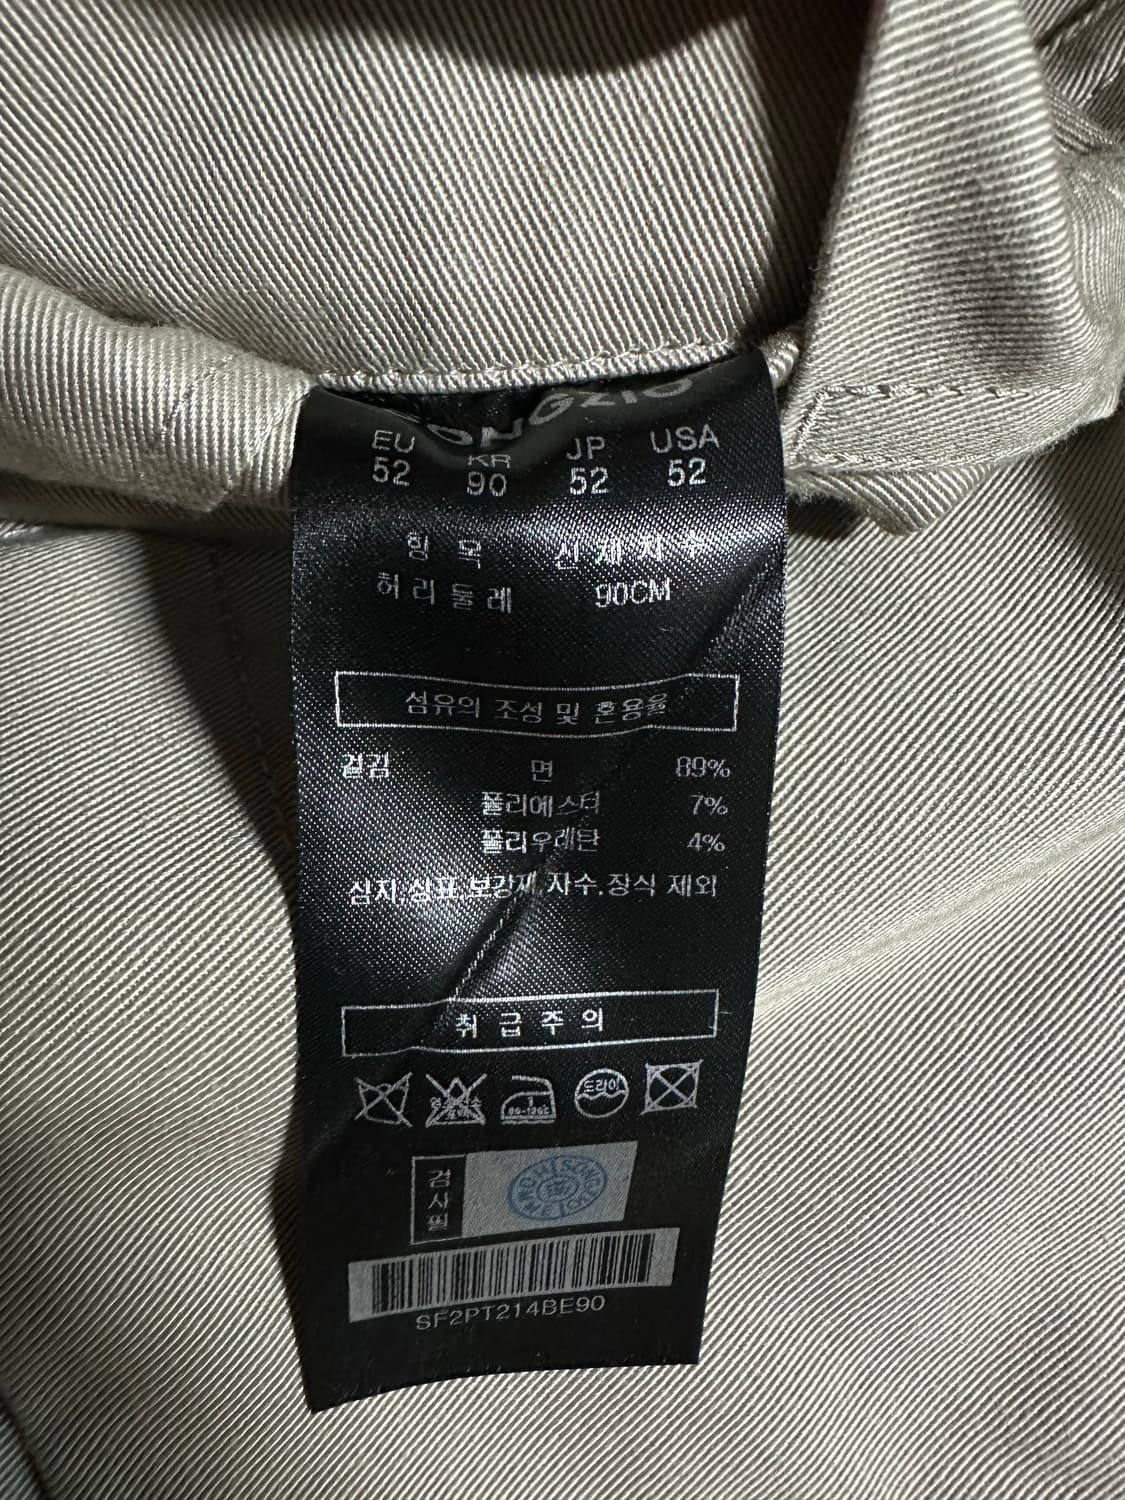 EU KR JP USA
52 90 52 52
항 목 신체치수
허리둘레 90CM
섬유의 조성 및 혼용율
겉감 면 89%
폴리에스터 7%
폴리우레탄 4%
심지,상표,보강재,자수,장식 제외
취급주의
드라이
검사필
SF2PT214BE90